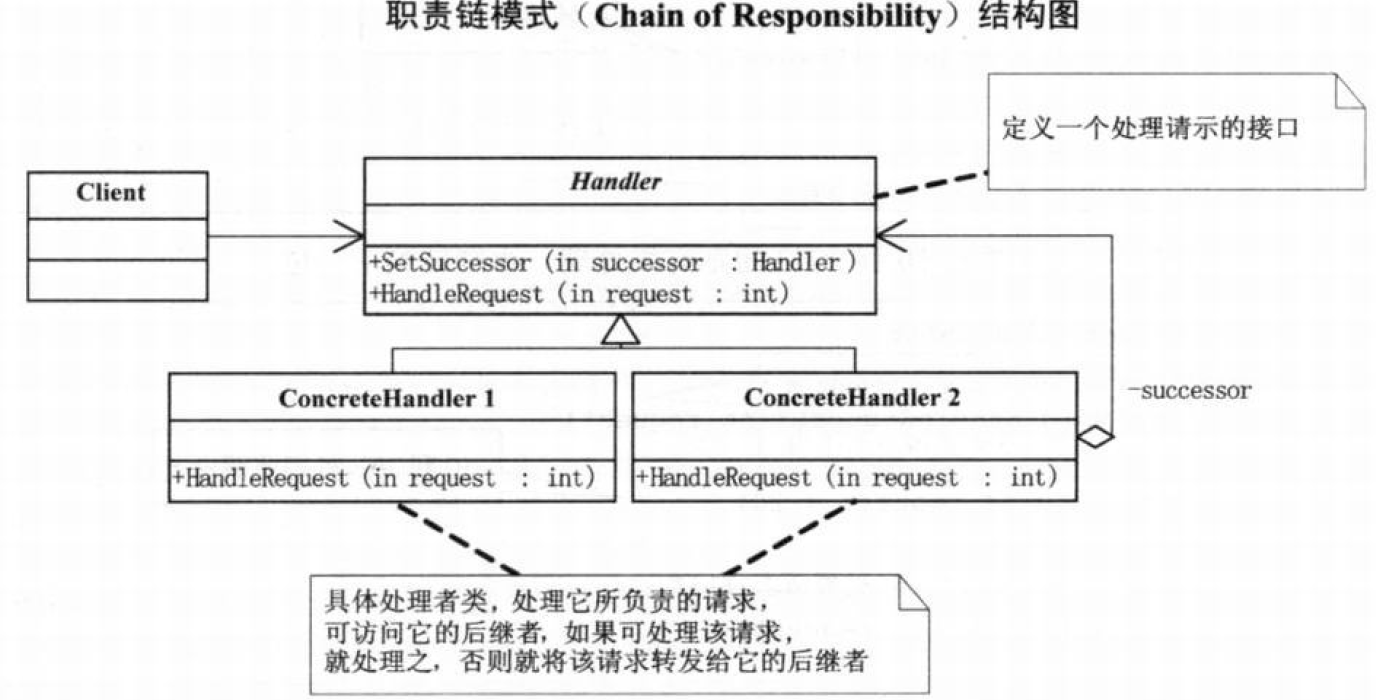 职责链模式（Chain of Responsibility）结构图
定义一个处理请示的接口
Client
Handler
+SetSuccessor (in successor : Handler)
+HandleRequest (in request : int)
ConcreteHandler 1
+HandleRequest (in request : int)
ConcreteHandler 2
+HandleRequest (in request : int)
-successor
具体处理者类，处理它所负责的请求，
可访问它的后继者，如果可处理该请求，
就处理之，否则就将该请求转发给它的后继者